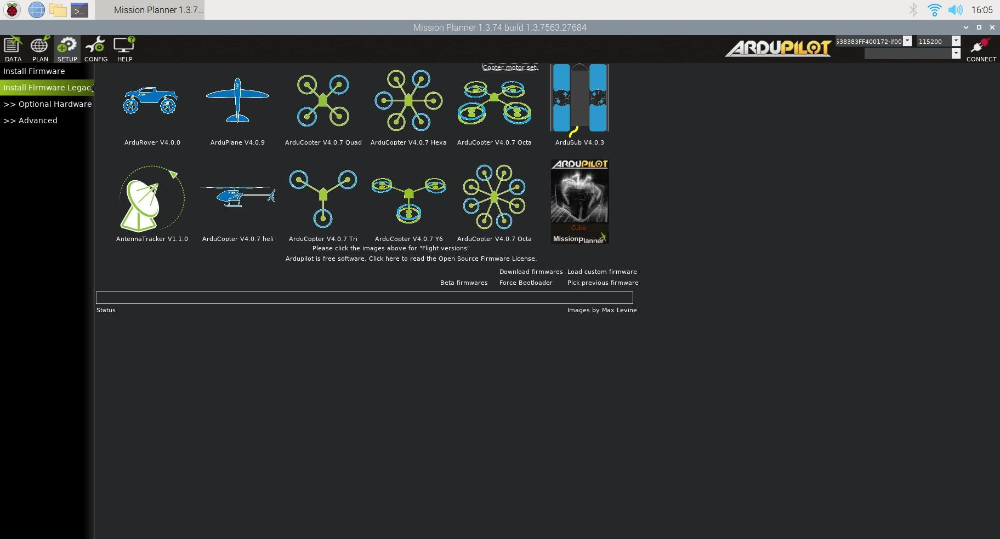 Mission Planner 1.3.7...
16:05
Mission Planner 1.3.74 build 1.3.7563.27684
DATA
PLAN
SETUP
CONFIG
HELP
ARDUPILOT
538383FF400172-if00
115200
CONNECT
Install Firmware
Install Firmware Legac
>> Optional Hardware
>> Advanced
Copter motor setu
APM
ArduRover V4.0.0
ArduPlane V4.0.9
ArduCopter V4.0.7 Quad
ArduCopter V4.0.7 Hexa
ArduCopter V4.0.7 Octa
ArduSub V4.0.3
ARDUPILOT
APM
Cube
MissionPlanner
AntennaTracker V1.1.0
ArduCopter V4.0.7 heli
ArduCopter V4.0.7 Tri
ArduCopter V4.0.7 Y6
ArduCopter V4.0.7 Octa
Please click the images above for "Flight versions"
Ardupilot is free software. Click here to read the Open Source Firmware License.
Download firmwares
Load custom firmware
Beta firmwares
Force Bootloader
Pick previous firmware
Status
Images by Max Levine